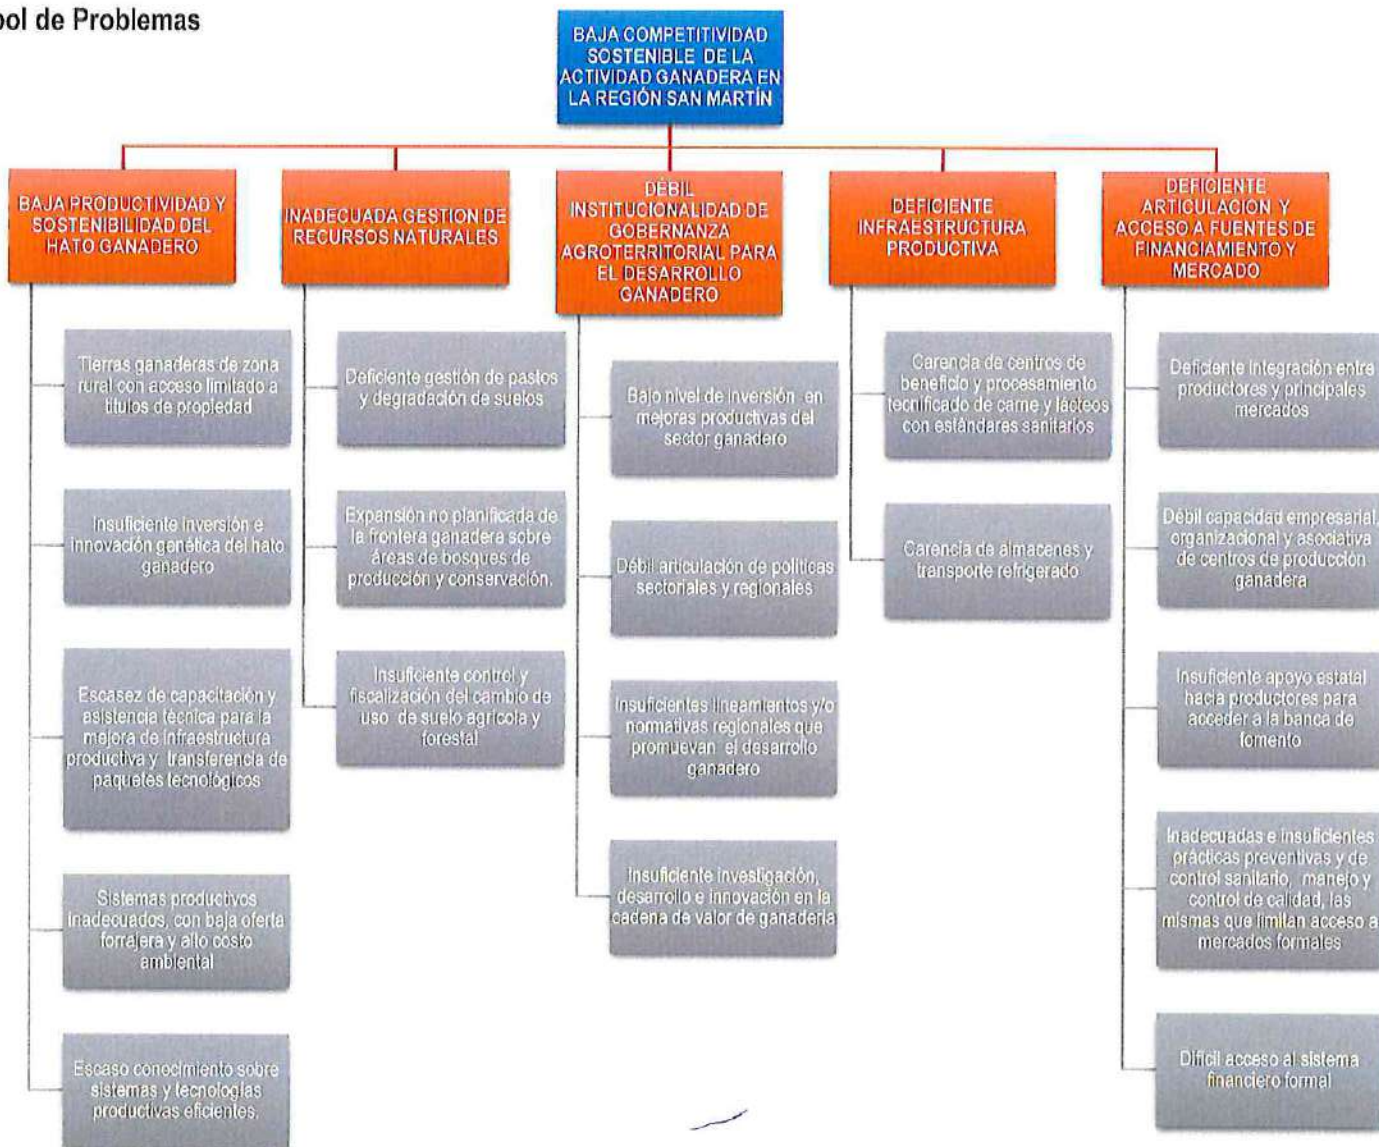 ol de Problemas
BAJA COMPETITIVIDAD
SOSTENIBLE DE LA
ACTIVIDAD GANADERA EN
LA REGIÓN SAN MARTÍN
BAJA PRODUCTIVIDAD Y
SOSTENIBILIDAD DEL
HATO GANADERO
Tierras ganaderas de zona
rural con acceso limitado a
títulos de propiedad
Insuficiente inversión e
innovación genética del hato
ganadero
Escasez de capacitación y
asistencia técnica para la
mejora de infraestructura
productiva y transferencia de
paquetes tecnológicos
Sistemas productivos
inadecuados, con baja oferta
forrajera y alto costo
ambiental
Escaso conocimiento sobre
sistemas y tecnologías
productivas eficientes.
INADECUADA GESTION DE
RECURSOS NATURALES
Deficiente gestión de pastos
y degradación de suelos
Expansión no planificada de
la frontera ganadera sobre
áreas de bosques de
producción y conservación.
Insuficiente control y
fiscalización del cambio de
uso de suelo agrícola y
forestal
DÉBIL
INSTITUCIONALIDAD DE
GOBERNANZA
AGROTERRITORIAL PARA
EL DESARROLLO
GANADERO
Bajo nivel de inversión en
mejoras productivas del
sector ganadero
Débil articulación de políticas
sectoriales y regionales
Insuficientes lineamientos y/o
normativas regionales que
promuevan el desarrollo
ganadero
Insuficiente investigación,
desarrollo e innovación en la
cadena de valor de ganadería
DEFICIENTE
INFRAESTRUCTURA
PRODUCTIVA
Carencia de centros de
beneficio y procesamiento
tecnificado de carne y lácteos
con estándares sanitarios
Carencia de almacenes y
transporte refrigerado
DEFICIENTE
ARTICULACION Y
ACCESO A FUENTES DE
FINANCIAMIENTO Y
MERCADO
Deficiente integración entre
productores y principales
mercados
Débil capacidad empresarial,
organizacional y asociativa
de centros de producción
ganadera
Insuficiente apoyo estatal
hacia productores para
acceder a la banca de
fomento
Inadecuadas e insuficientes
prácticas preventivas y de
control sanitario, manejo y
control de calidad, las
mismas que limitan acceso a
mercados formales
Difícil acceso al sistema
financiero formal